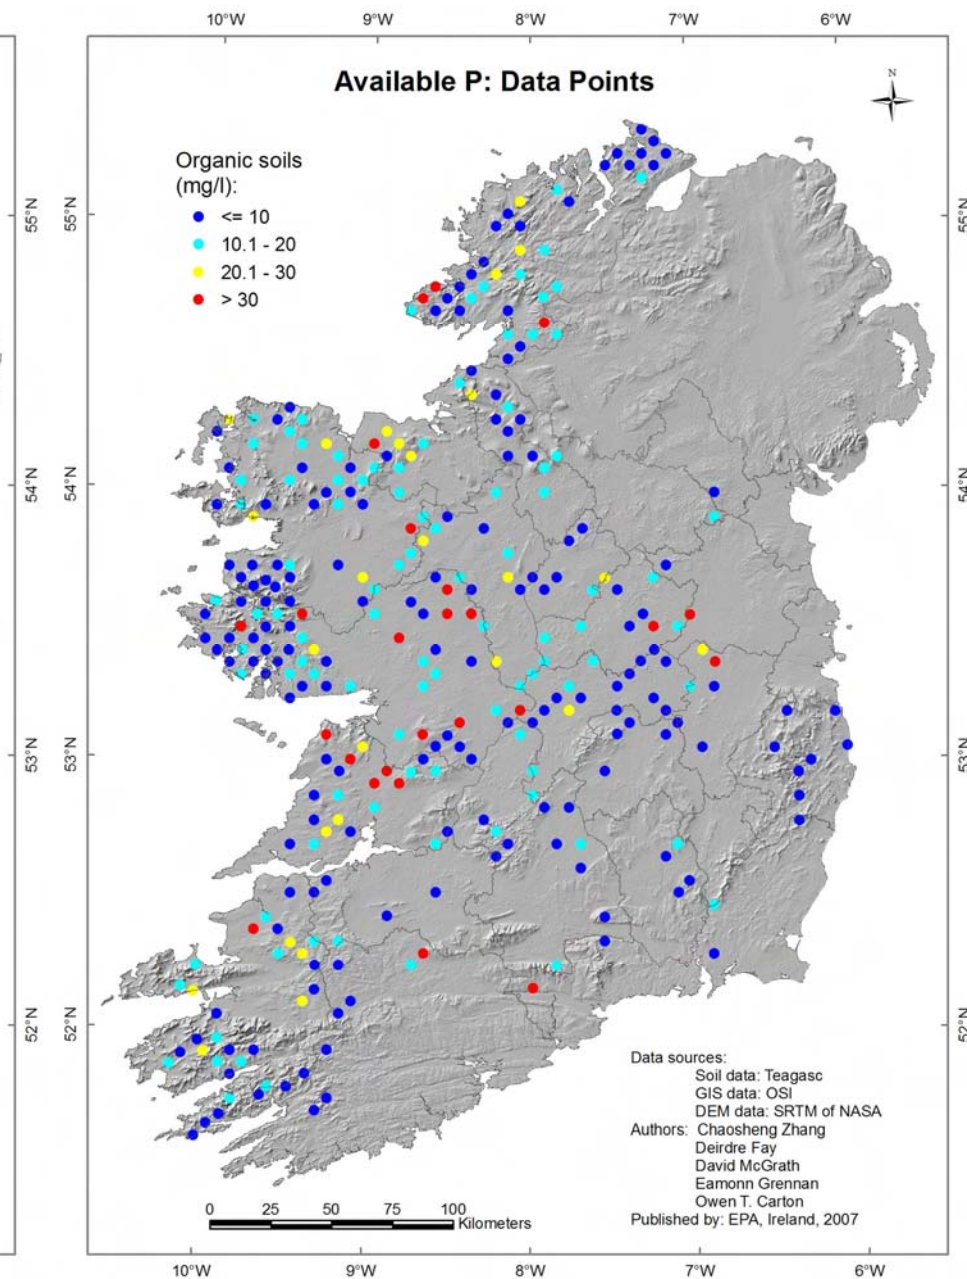 10°W 9°W 8°W 7°W 6°W
Available P: Data Points
N
Organic soils
(mg/l):
<= 10
10.1 - 20
20.1 - 30
> 30
55°N 55°N
54°N 54°N 54°N
53°N 53°N 53°N
52°N 52°N 52°N
Data sources:
Soil data: Teagasc
GIS data: OSI
DEM data: SRTM of NASA
Authors: Chaosheng Zhang
Deirdre Fay
David McGrath
Eamonn Grennan
Owen T. Carton
Published by: EPA, Ireland, 2007
0 25 50 75 100
Kilometers
10°W 9°W 8°W 7°W 6°W